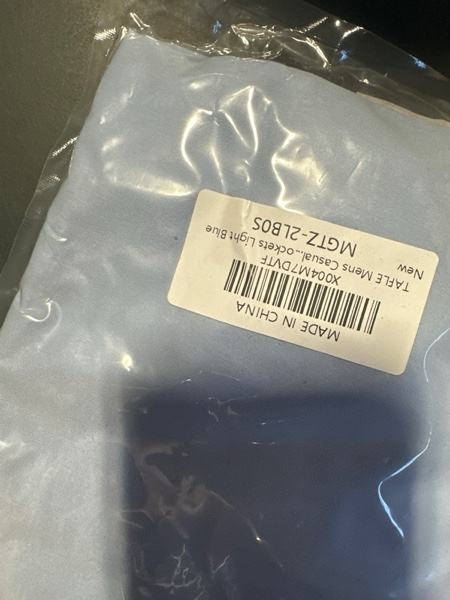 MADE IN CHINA
X004M7DVTF
TAFLE Mens Casual...ockets Light Blue
New
MGTZ-2LB0S